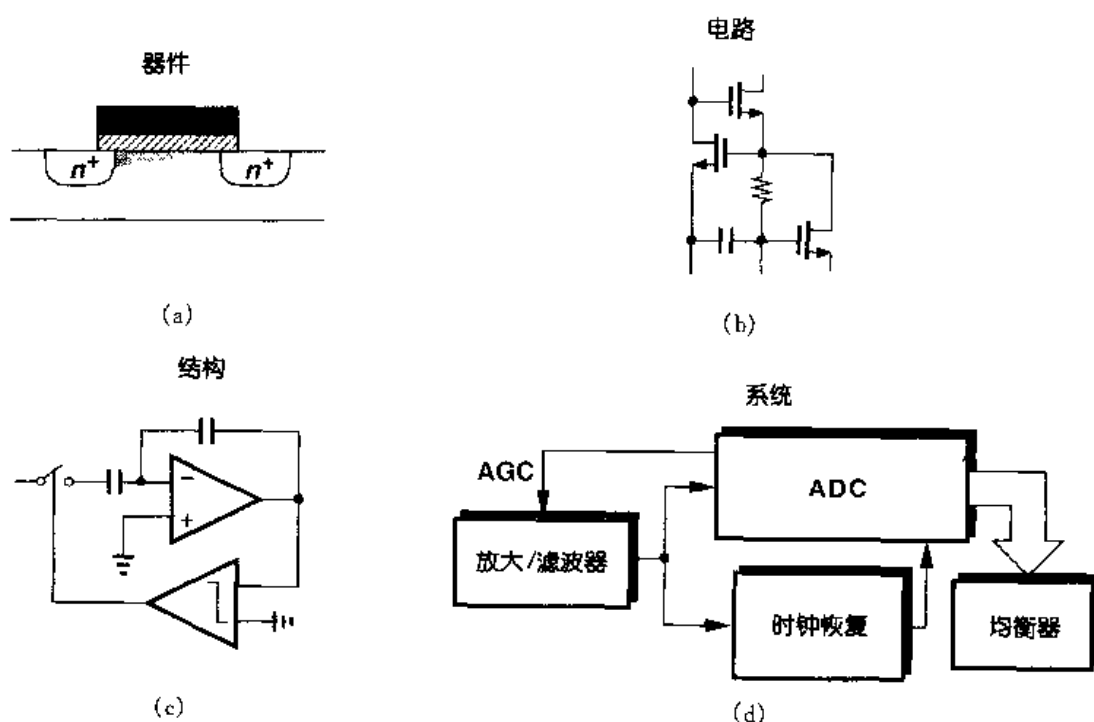 器件
n+
n+
(a)
电路
(b)
结构
−
+
(c)
系统
AGC
ADC
放大/滤波器
时钟恢复
均衡器
(d)